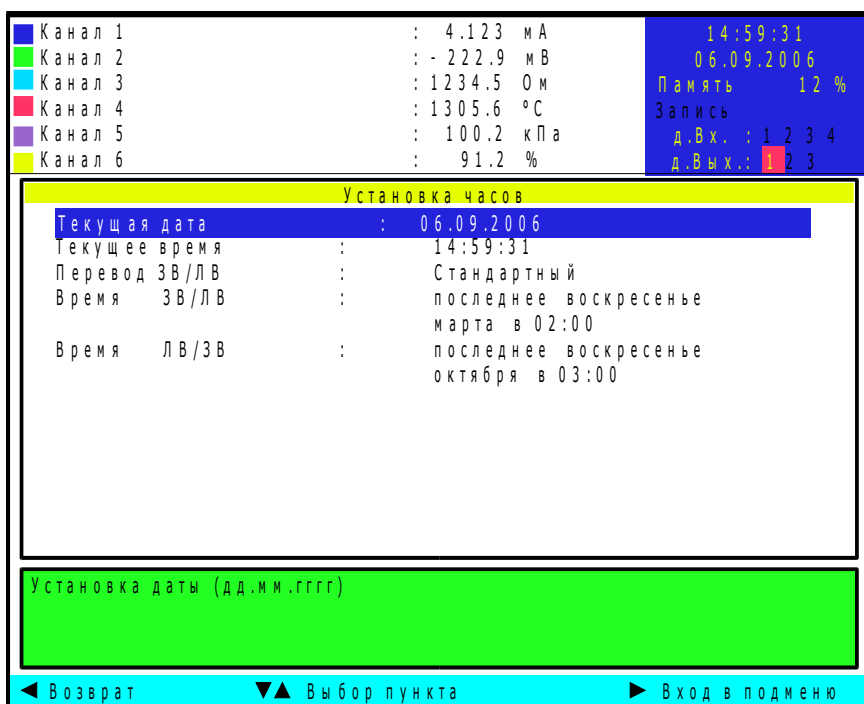 Канал 1 : 4.123 мА
Канал 2 : -222.9 мВ
Канал 3 : 1234.5 Ом
Канал 4 : 1305.6 °С
Канал 5 : 100.2 кПа
Канал 6 : 91.2 %
14:59:31
06.09.2006
Память 12 %
Запись
д.Вх. : 1 2 3 4
д.Вых.: 1 2 3
Установка часов
Текущая дата : 06.09.2006
Текущее время : 14:59:31
Перевод ЗВ/ЛВ : Стандартный
Время ЗВ/ЛВ : последнее воскресенье
марта в 02:00
Время ЛВ/ЗВ : последнее воскресенье
октября в 03:00
Установка даты (дд.мм.гггг)
◄ Возврат ▼▲ Выбор пункта ► Вход в подменю